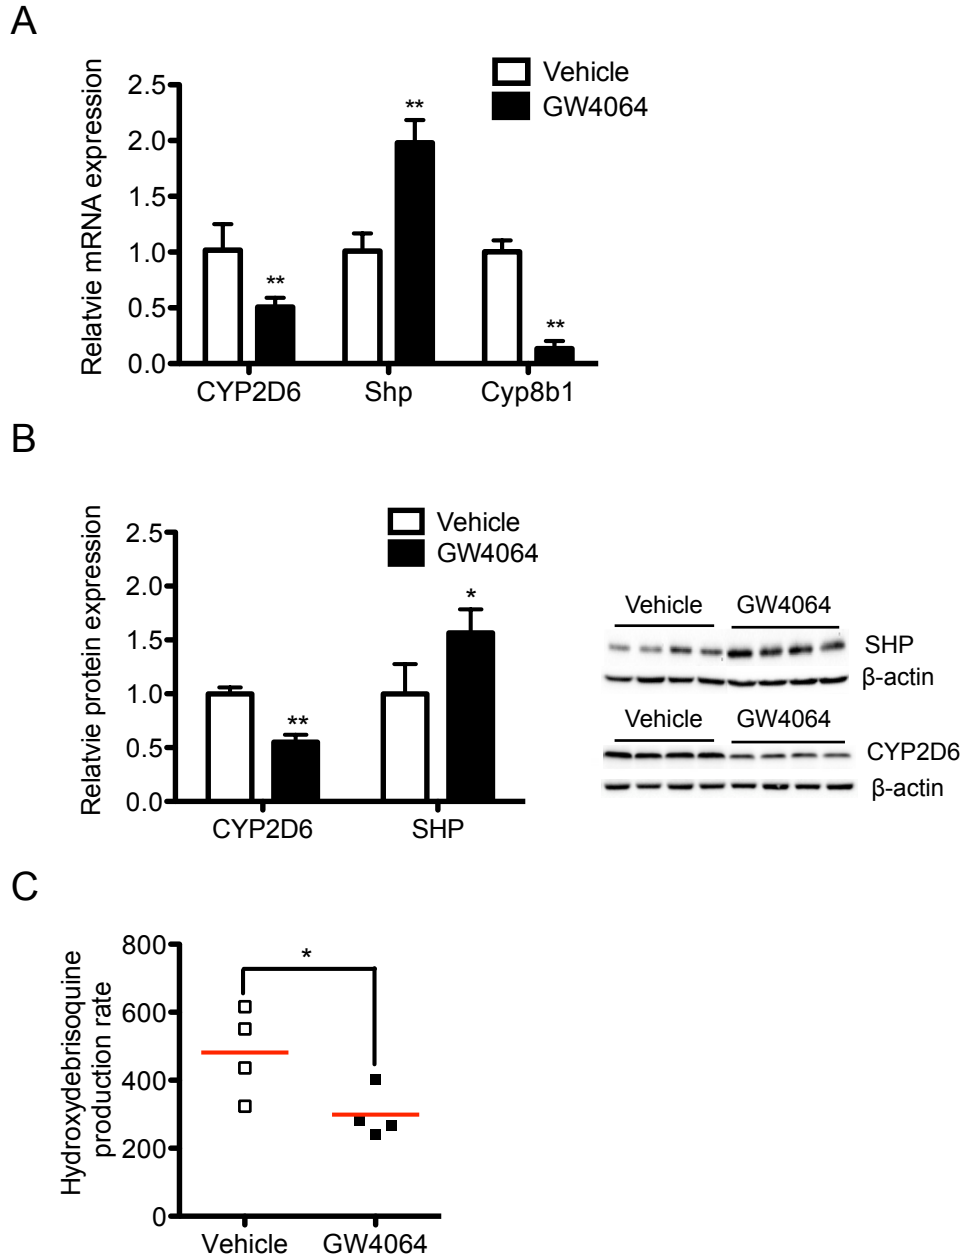 A
Vehicle
GW4064
Relatvie mRNA expression
2.5
2.0
1.5
1.0
0.5
0.0
**
**
**
CYP2D6 Shp Cyp8b1
B
Vehicle
GW4064
Relatvie protein expression
2.5
2.0
1.5
1.0
0.5
0.0
**
*
CYP2D6 SHP
Vehicle GW4064
SHP
β-actin
Vehicle GW4064
CYP2D6
β-actin
C
Hydroxydebrisoquine
production rate
800
600
400
200
0
*
Vehicle GW4064